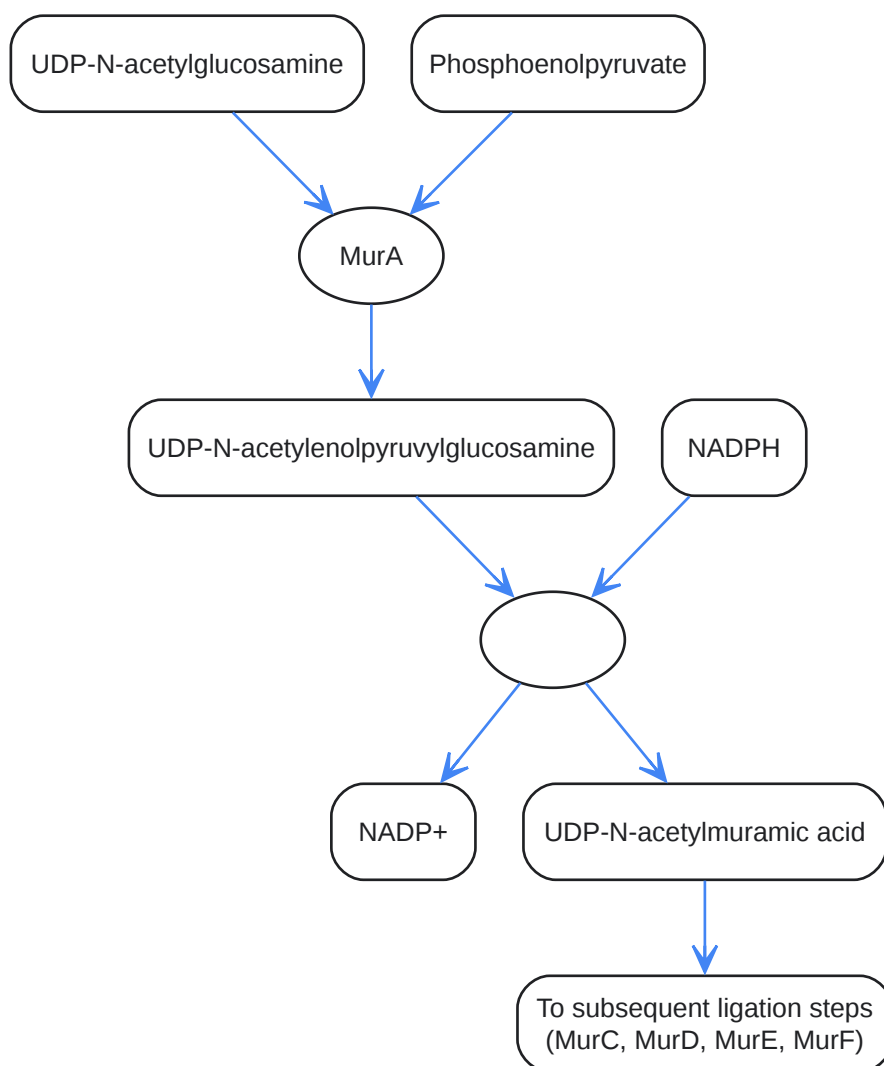 UDP-N-acetylglucosamine
Phosphoenolpyruvate
MurA
UDP-N-acetylenolpyruvylglucosamine
NADPH
NADP+
UDP-N-acetylmuramic acid
To subsequent ligation steps
(MurC, MurD, MurE, MurF)